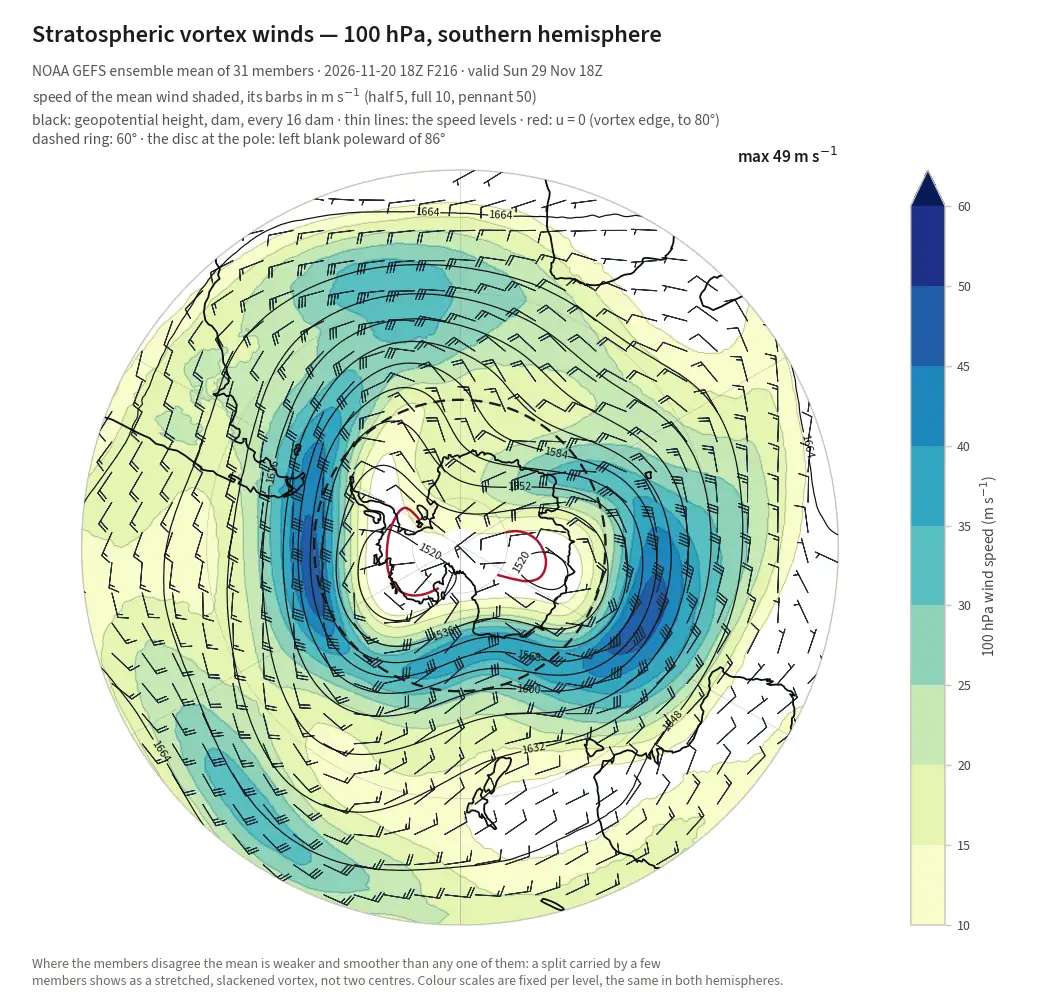 Stratospheric vortex winds — 100 hPa, southern hemisphere
NOAA GEFS ensemble mean of 31 members · 2026-11-20 18Z F216 · valid Sun 29 Nov 18Z
speed of the mean wind shaded, its barbs in m s⁻¹ (half 5, full 10, pennant 50)
black: geopotential height, dam, every 16 dam · thin lines: the speed levels · red: u = 0 (vortex edge, to 80°)
dashed ring: 60° · the disc at the pole: left blank poleward of 86°
max 49 m s⁻¹
1664
1664
1664
1584
1552
1520
1520
1536
1568
1600
1632
1648
1664
60
50
45
40
35
30
25
20
15
10
100 hPa wind speed (m s⁻¹)
Where the members disagree the mean is weaker and smoother than any one of them: a split carried by a few
members shows as a stretched, slackened vortex, not two centres. Colour scales are fixed per level, the same in both hemispheres.